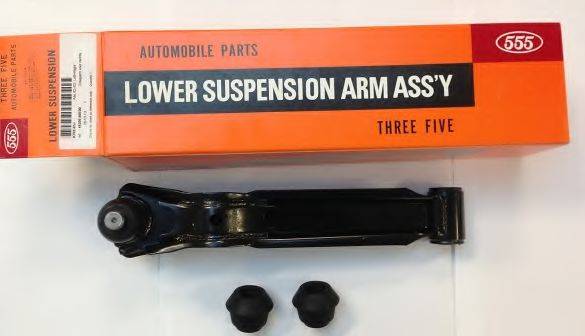 AUTOMOBILE PARTS
LOWER SUSPENSION ARM ASS'Y
THREE FIVE
555
THREE FIVE
AUTOMOBILE PARTS
LOWER SUSPENSION
555